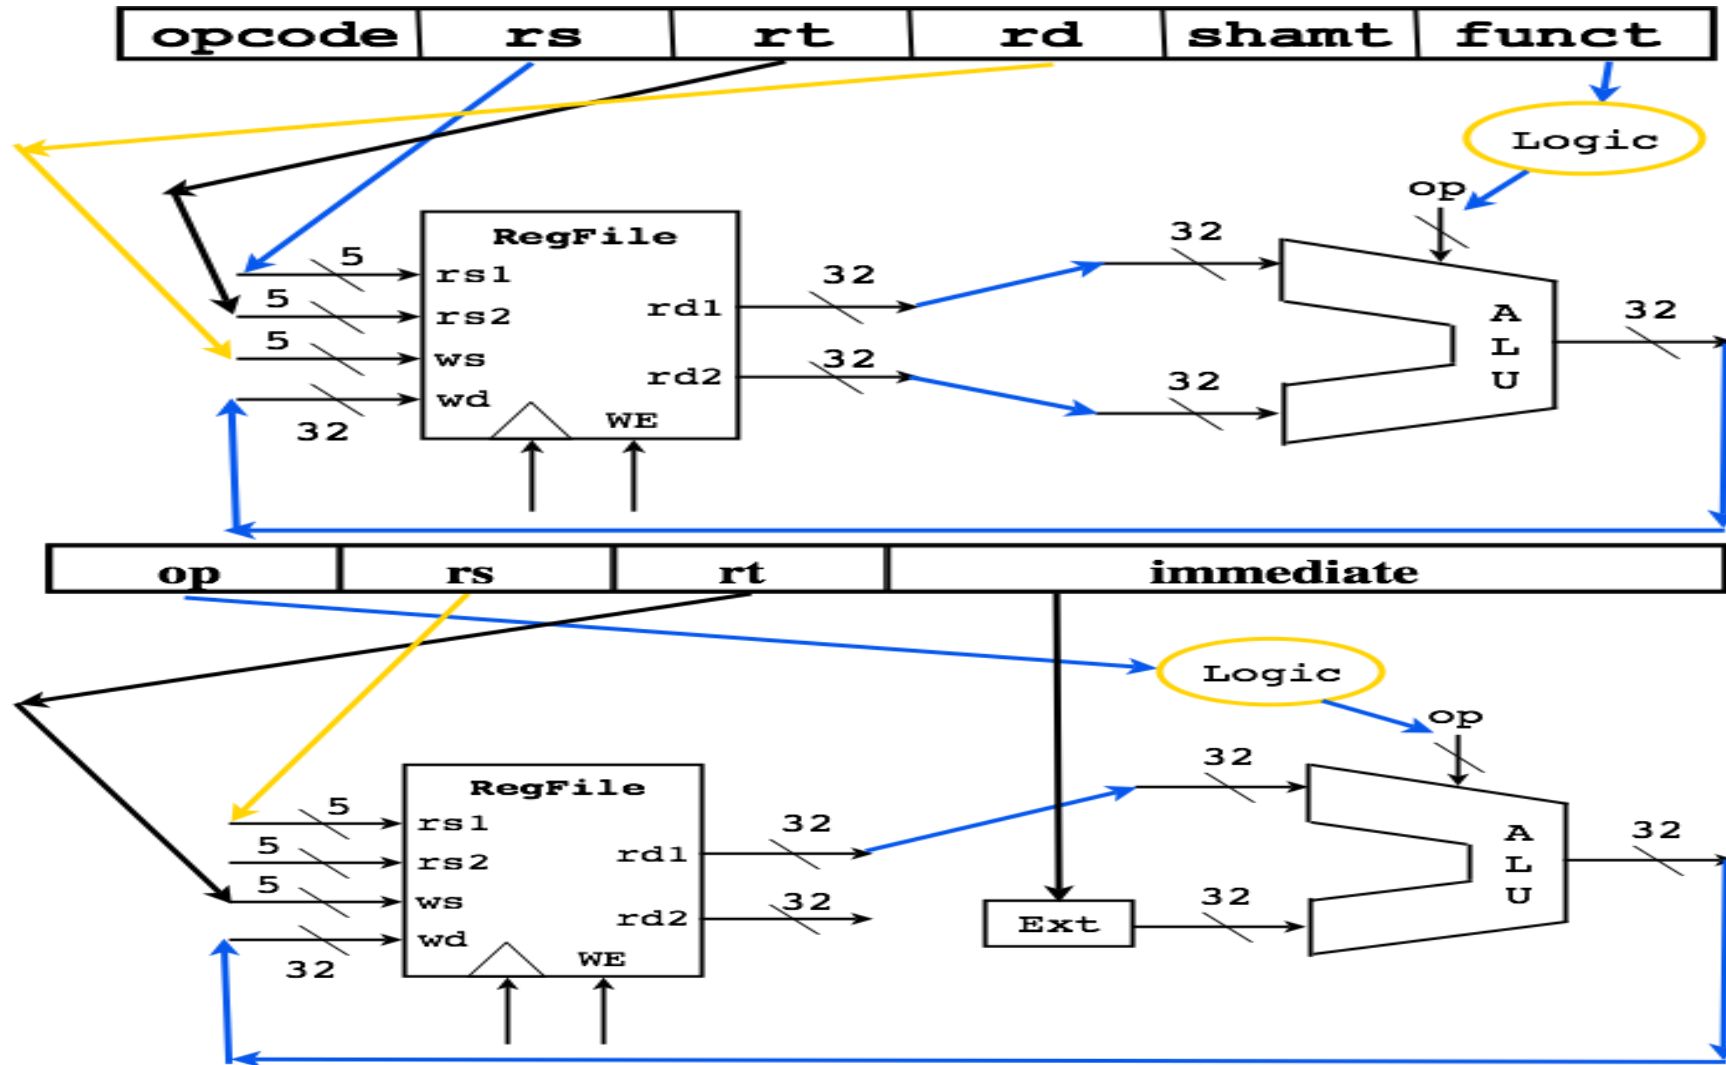 opcode rs rt rd shamt funct
Logic
op
RegFile
32
5
rs1
32
5
rs2
rd1
32
A
5
ws
L
32
rd2
32
32
U
wd
WE
32
op rs rt immediate
Logic
op
32
RegFile
5
rs1
32
A
32
5
rs2
rd1
L
5
ws
32
32
U
rd2
Ext
wd
WE
32